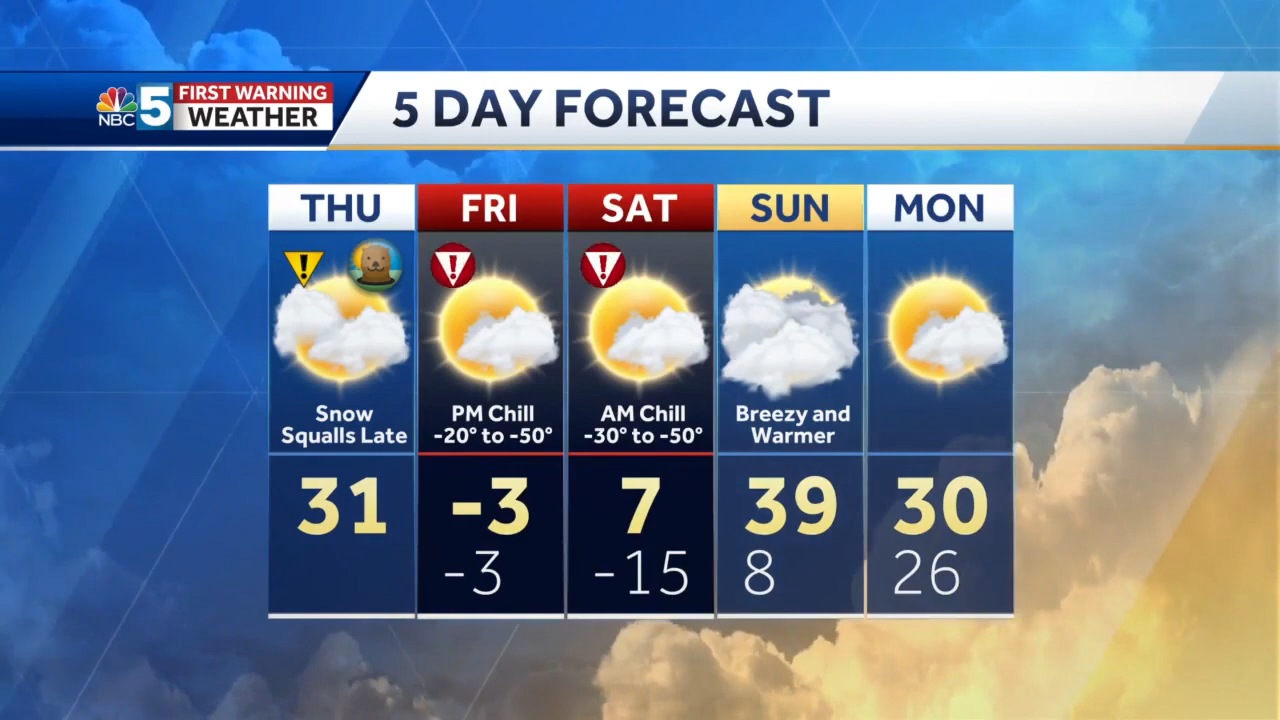 NBC 5 FIRST WARNING
WEATHER
5 DAY FORECAST
THU FRI SAT SUN MON
! ! !
Snow
Squalls Late
PM Chill
-20° to -50°
AM Chill
-30° to -50°
Breezy and
Warmer
31 -3 7 39 30
-3 -15 8 26